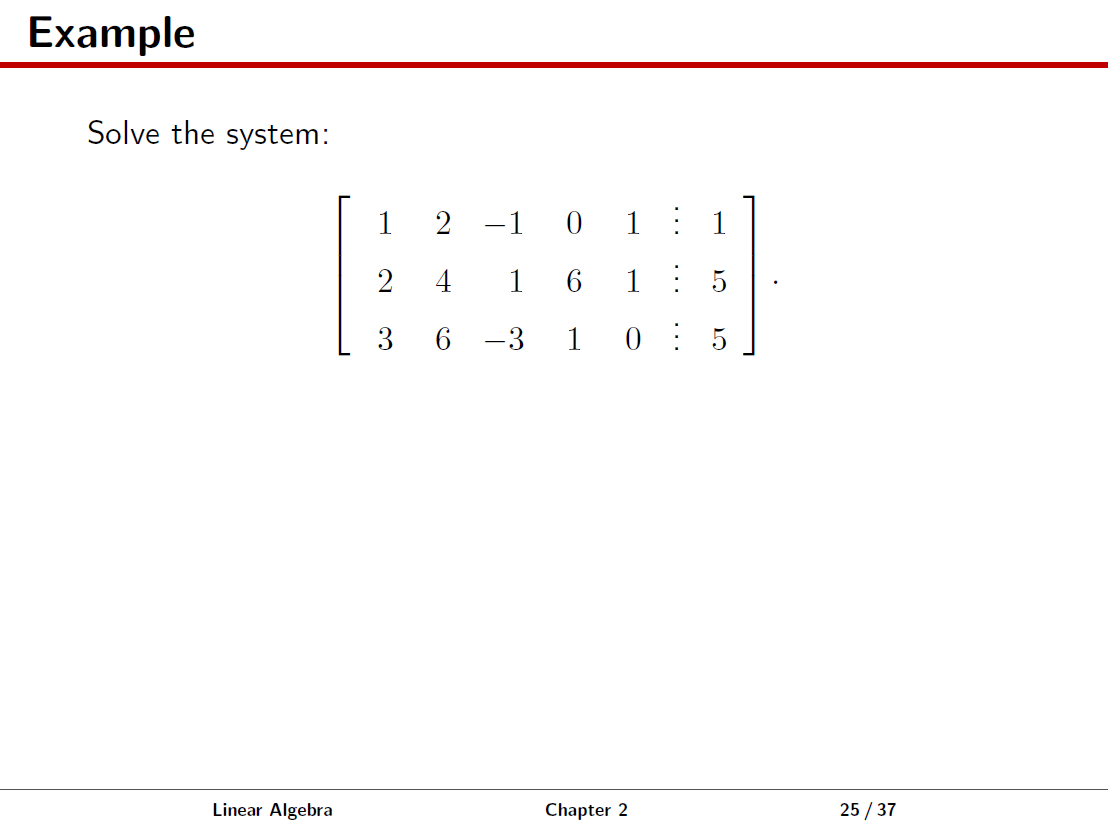 Example
Solve the system:
1 2 −1 0 1 ⋮ 1
2 4 1 6 1 ⋮ 5
3 6 −3 1 0 ⋮ 5
.
Linear Algebra Chapter 2 25 / 37